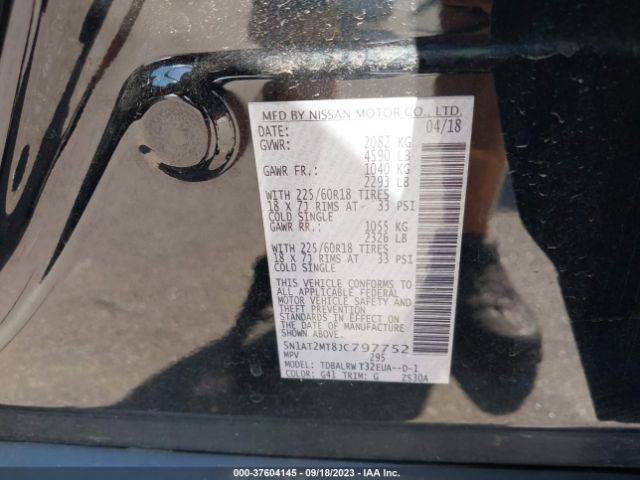 MFD BY NISSAN MOTOR CO., LTD.
DATE: 04/18
GVWR: 2082 KG
4590 LB
GAWR FR.: 1040 KG
2293 LB
WITH 225/60R18 TIRES
18 X 7J RIMS AT 33 PSI
COLD SINGLE
GAWR RR.: 1055 KG
2326 LB
WITH 225/60R18 TIRES
18 X 7J RIMS AT 33 PSI
COLD SINGLE
THIS VEHICLE CONFORMS TO
ALL APPLICABLE FEDERAL
MOTOR VEHICLE SAFETY AND
THEFT PREVENTION
STANDARDS IN EFFECT ON
THE DATE OF MANUFACTURE
SHOWN ABOVE.
5N1AT2MT8JC797752
MPV 295
MODEL: TDBALRWT32EUA--D-1
COLOR: G41 TRIM: G ZS30A
000-37604145 - 09/18/2023 - IAA Inc.